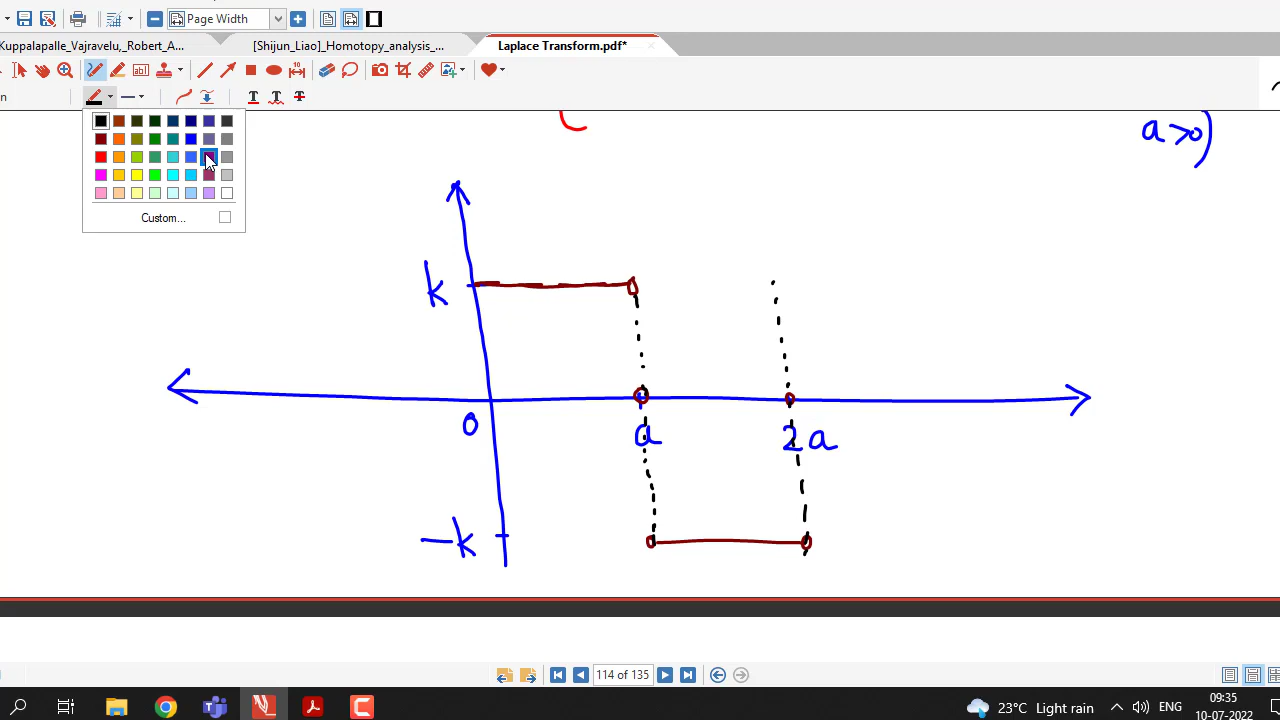 Page Width
Kuppalapalle_Vajravelu,_Robert_A... [Shijun_Liao]_Homotopy_analysis_... Laplace Transform.pdf*
n
Custom...
a>0)
k
0 a 2a
-k
114 of 135
23°C Light rain ENG 09:35
10-07-2022